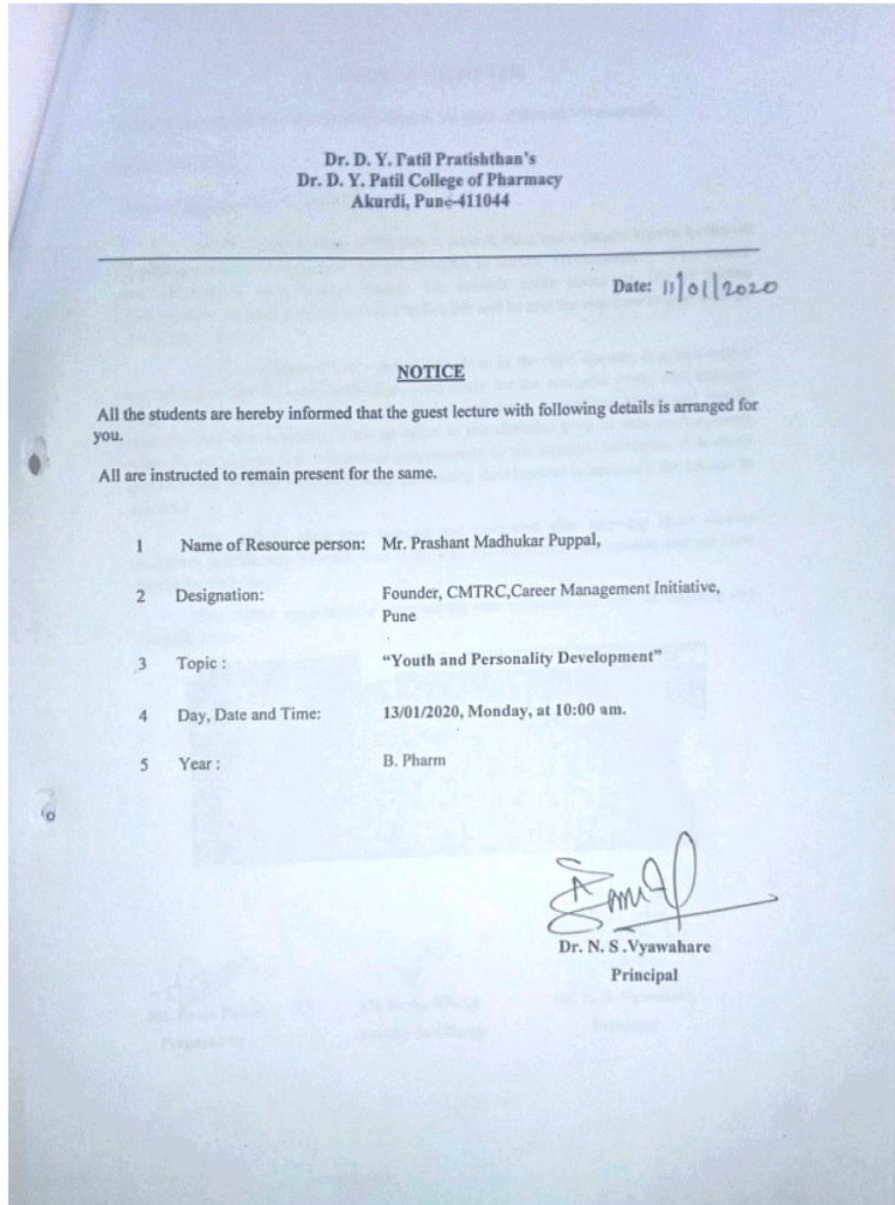 Dr. D. Y. Patil Pratishthan's
Dr. D. Y. Patil College of Pharmacy
Akurdi, Pune-411044
Date: 11/01/2020
NOTICE
All the students are hereby informed that the guest lecture with following details is arranged for
you.
All are instructed to remain present for the same.
1 Name of Resource person: Mr. Prashant Madhukar Puppal,
2 Designation: Founder, CMTRC,Career Management Initiative,
Pune
3 Topic : “Youth and Personality Development”
4 Day, Date and Time: 13/01/2020, Monday, at 10:00 am.
5 Year : B. Pharm
Dr. N. S .Vyawahare
Principal